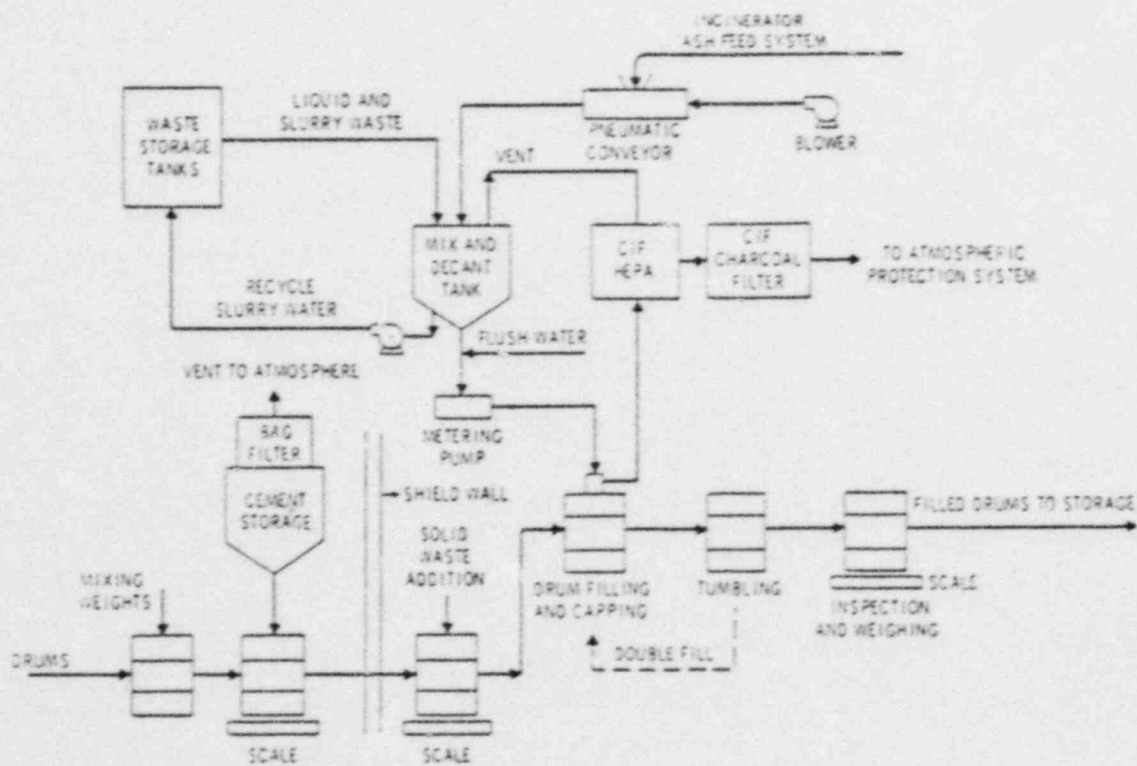 INCINERATOR
ASH FEED SYSTEM
WASTE
STORAGE
TANKS
LIQUID AND
SLURRY WASTE
PNEUMATIC
CONVEYOR
BLOWER
VENT
MIX AND
DECANT
TANK
CIF
HEPA
CIF
CHARCOAL
FILTER
TO ATMOSPHERIC
PROTECTION SYSTEM
RECYCLE
SLURRY WATER
FLUSH WATER
VENT TO ATMOSPHERE
BAG
FILTER
METERING
PUMP
CEMENT
STORAGE
SHIELD WALL
SOLID
WASTE
ADDITION
FILLED DRUMS TO STORAGE
MIXING
WEIGHTS
DRUM FILLING
AND CAPPING
TUMBLING
SCALE
INSPECTION
AND WEIGHING
DRUMS
DOUBLE FILL
SCALE
SCALE